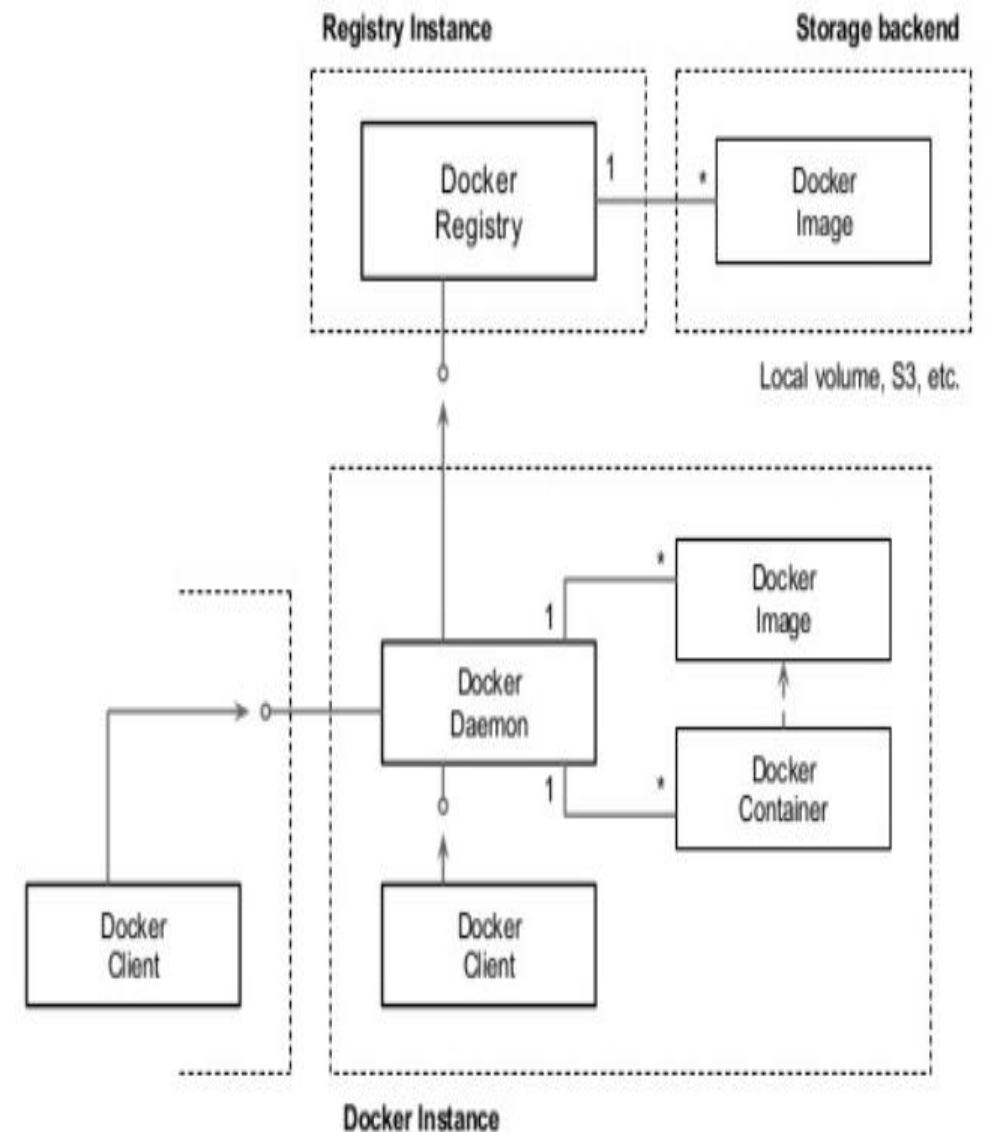 Registry Instance
Storage backend
Docker
Registry
1
*
Docker
Image
Local volume, S3, etc.
*
Docker
Image
1
Docker
Daemon
1
*
Docker
Container
Docker
Client
Docker
Client
Docker Instance